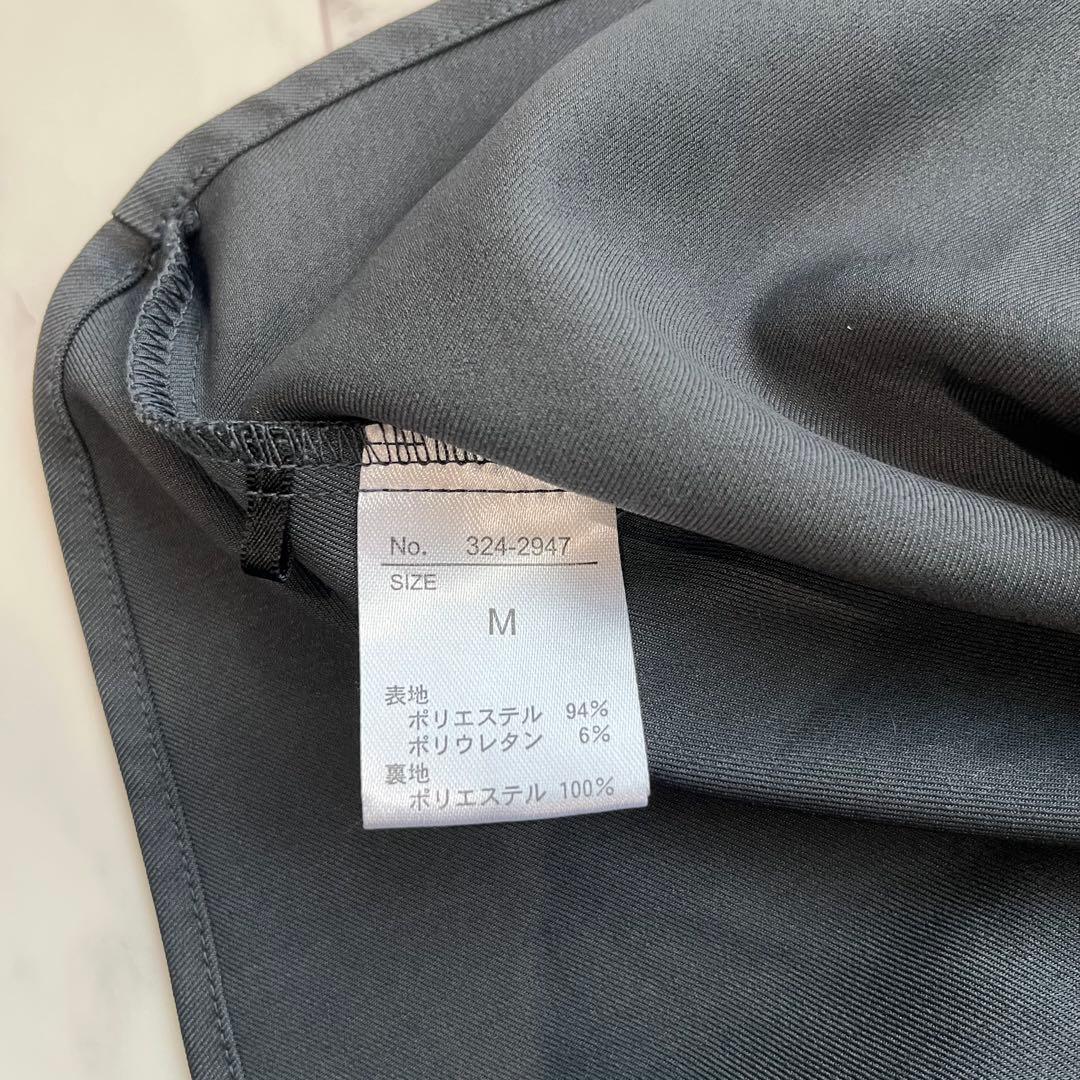 No. 324-2947
SIZE
M
表地
ポリエステル 94%
ポリウレタン 6%
裏地
ポリエステル 100%